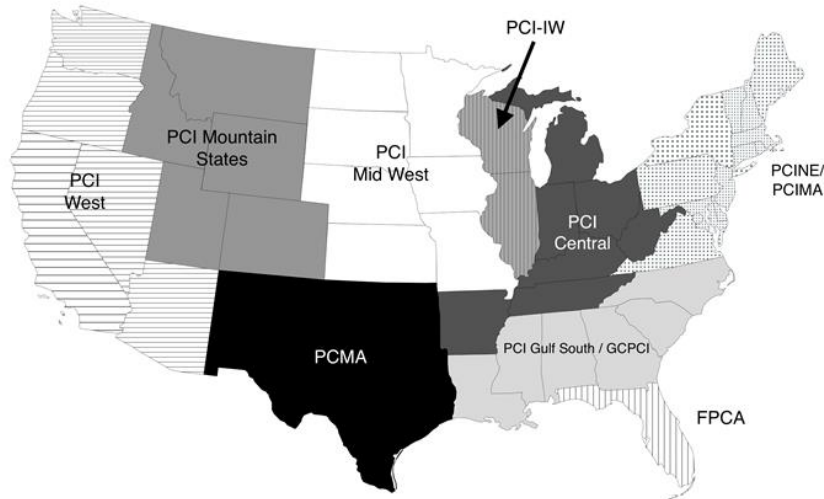 PCI-IW
PCI Mountain
States
PCI
Mid West
PCI
West
PCINE/
PCIMA
PCI
Central
PCMA
PCI Gulf South / GCPCI
FPCA